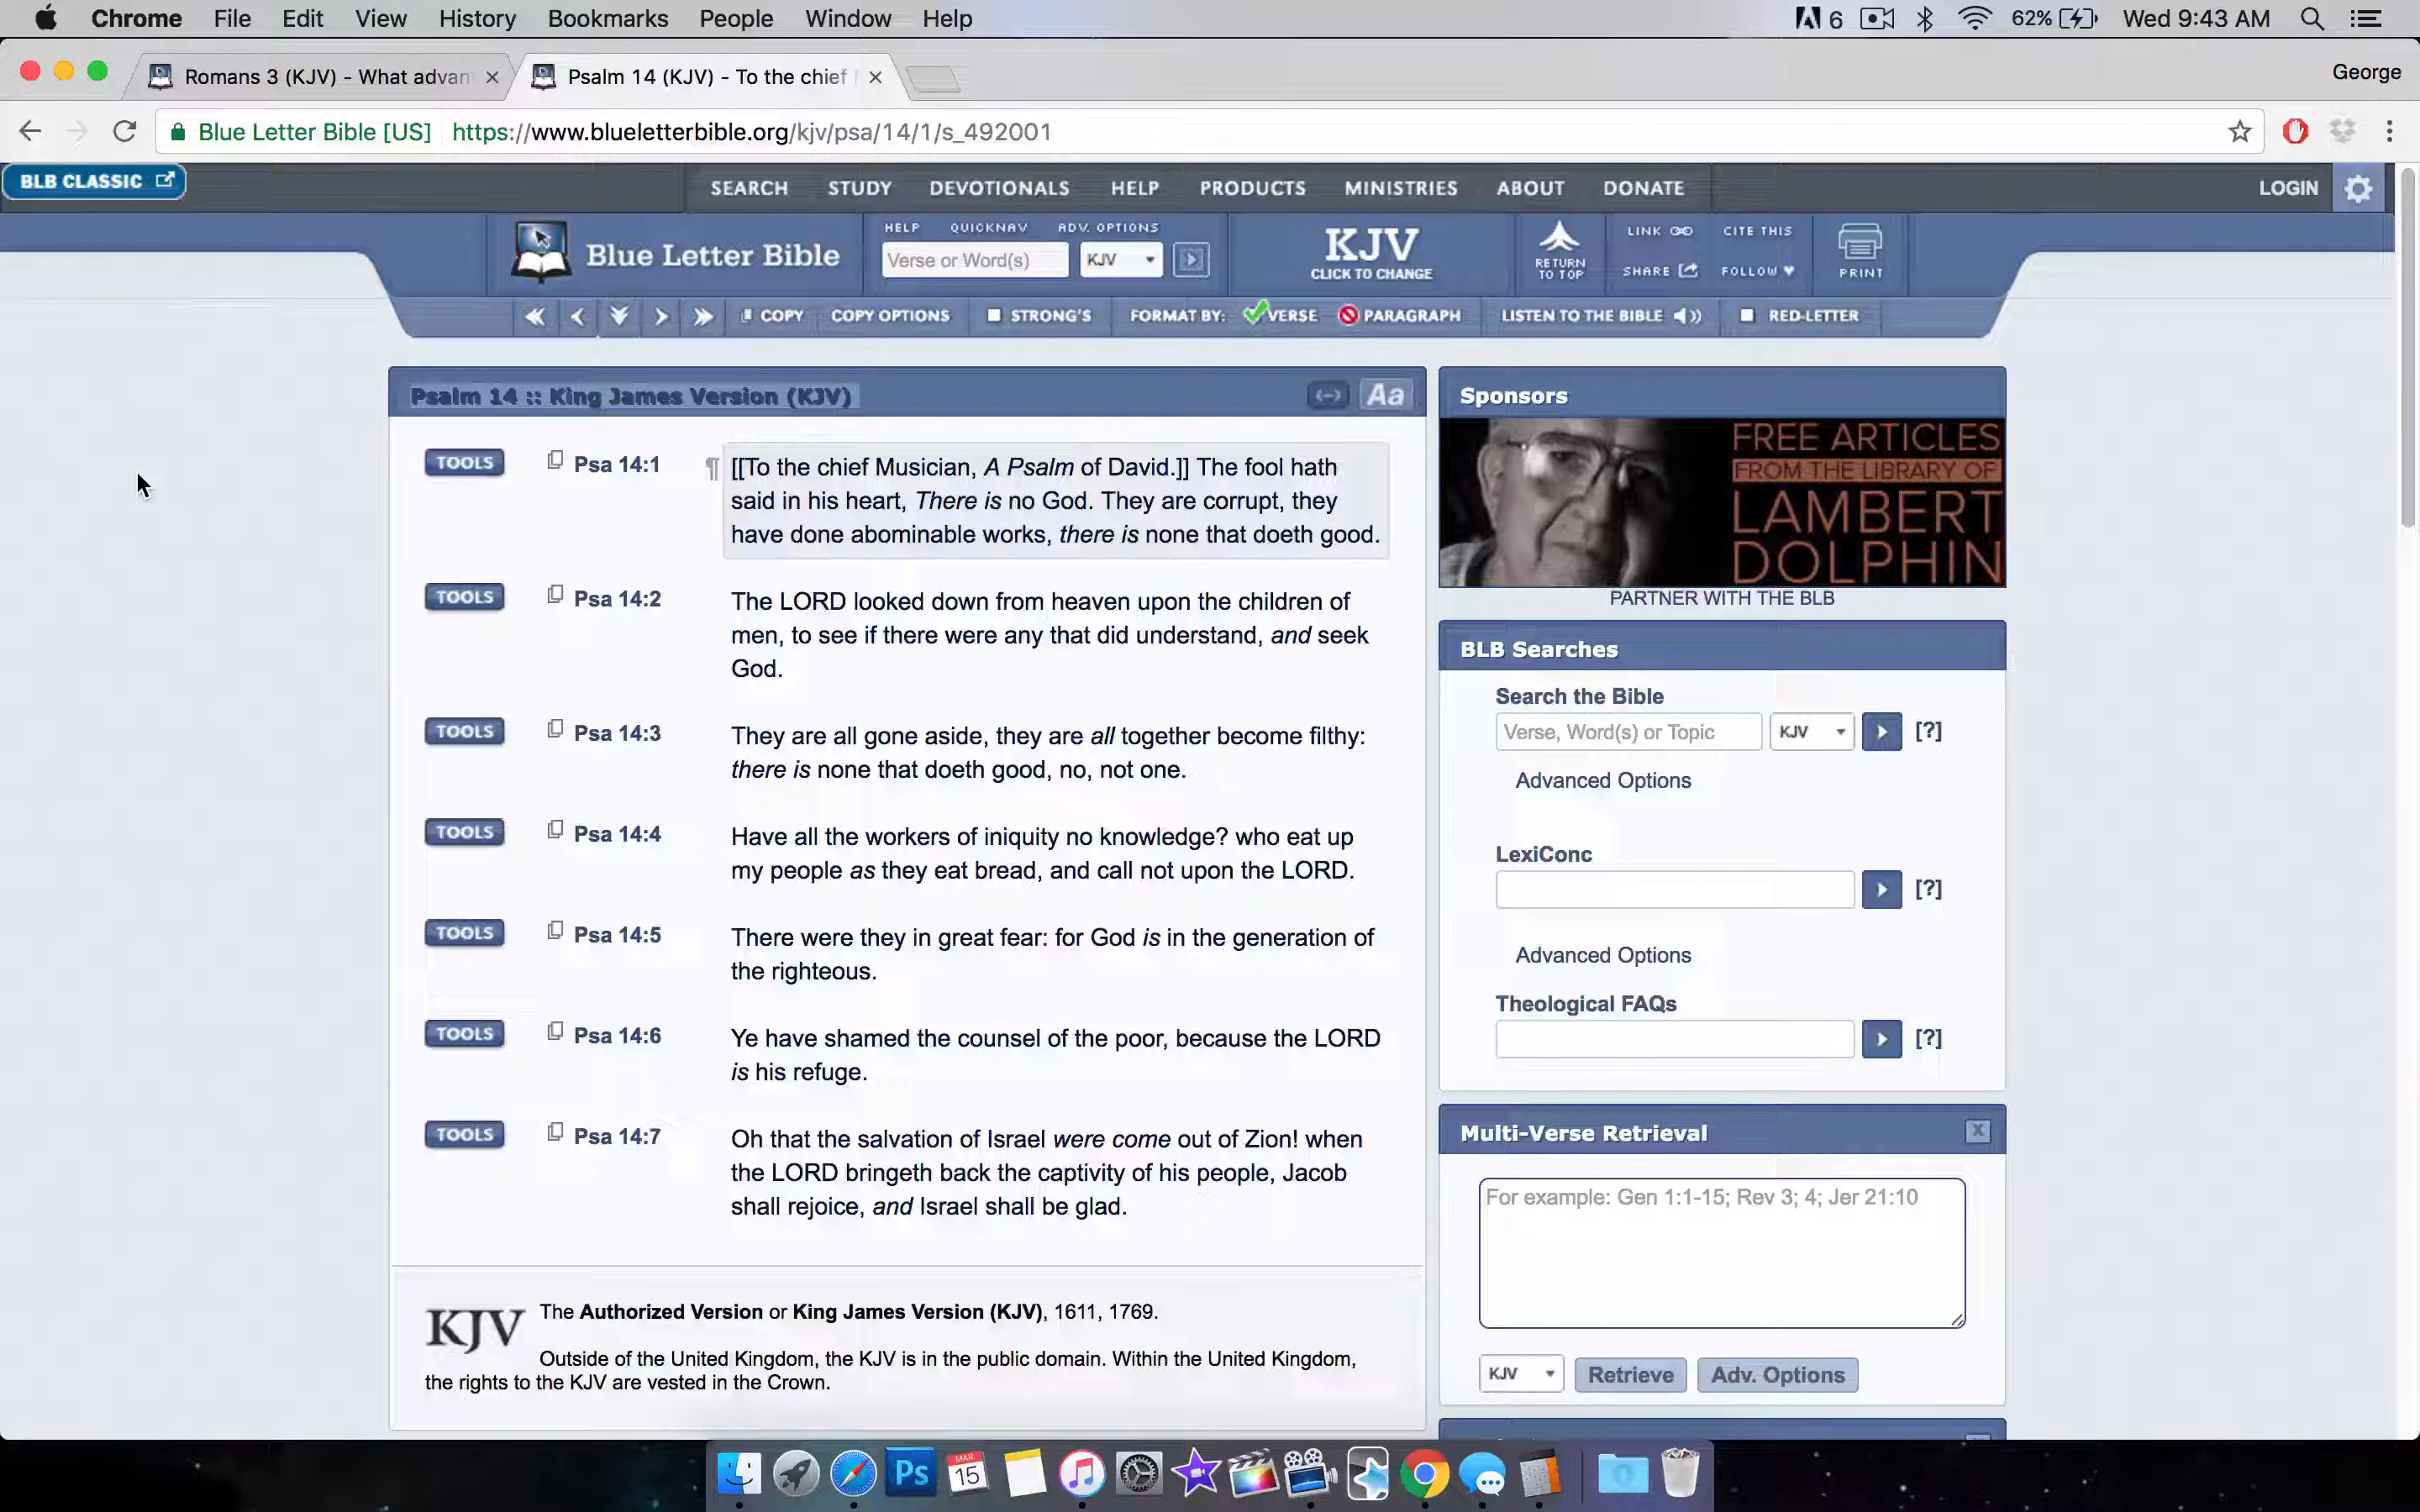 Chrome File Edit View History Bookmarks People Window Help 6 62% Wed 9:43 AM
Romans 3 (KJV) - What advan Psalm 14 (KJV) - To the chief George
Blue Letter Bible [US] https://www.blueletterbible.org/kjv/psa/14/1/s_492001
BLB CLASSIC SEARCH STUDY DEVOTIONALS HELP PRODUCTS MINISTRIES ABOUT DONATE LOGIN
Blue Letter Bible
HELP QUICKNAV ADV. OPTIONS
Verse or Word(s) KJV
KJV
CLICK TO CHANGE
RETURN
TO TOP
LINK CITE THIS
SHARE FOLLOW
PRINT
COPY COPY OPTIONS STRONG'S FORMAT BY: VERSE PARAGRAPH LISTEN TO THE BIBLE RED-LETTER
Psalm 14 :: King James Version (KJV) Aa
TOOLS Psa 14:1 ¶ [[To the chief Musician, A Psalm of David.]] The fool hath
said in his heart, There is no God. They are corrupt, they
have done abominable works, there is none that doeth good.
TOOLS Psa 14:2 The LORD looked down from heaven upon the children of
men, to see if there were any that did understand, and seek
God.
TOOLS Psa 14:3 They are all gone aside, they are all together become filthy:
there is none that doeth good, no, not one.
TOOLS Psa 14:4 Have all the workers of iniquity no knowledge? who eat up
my people as they eat bread, and call not upon the LORD.
TOOLS Psa 14:5 There were they in great fear: for God is in the generation of
the righteous.
TOOLS Psa 14:6 Ye have shamed the counsel of the poor, because the LORD
is his refuge.
TOOLS Psa 14:7 Oh that the salvation of Israel were come out of Zion! when
the LORD bringeth back the captivity of his people, Jacob
shall rejoice, and Israel shall be glad.
KJV The Authorized Version or King James Version (KJV), 1611, 1769.
Outside of the United Kingdom, the KJV is in the public domain. Within the United Kingdom,
the rights to the KJV are vested in the Crown.
Sponsors
FREE ARTICLES
FROM THE LIBRARY OF
LAMBERT
DOLPHIN
PARTNER WITH THE BLB
BLB Searches
Search the Bible
Verse, Word(s) or Topic KJV [?]
Advanced Options
LexiConc
[?]
Advanced Options
Theological FAQs
[?]
Multi-Verse Retrieval X
For example: Gen 1:1-15; Rev 3; 4; Jer 21:10
KJV Retrieve Adv. Options
Ps MAR
15